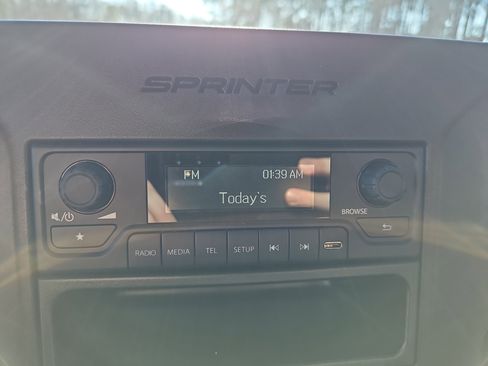 SPRINTER
FM 01:39 AM
Today's
BROWSE
RADIO MEDIA TEL SETUP